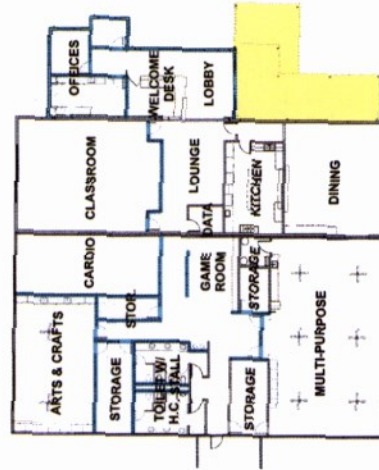 OFFICES
WELCOME
DESK
LOBBY
CLASSROOM
LOUNGE
DATA
KITCHEN
DINING
CARDIO
GAME
ROOM
STORAGE
STOR.
ARTS & CRAFTS
STORAGE
TOILET W/
H.C. STALL
STORAGE
MULTI-PURPOSE